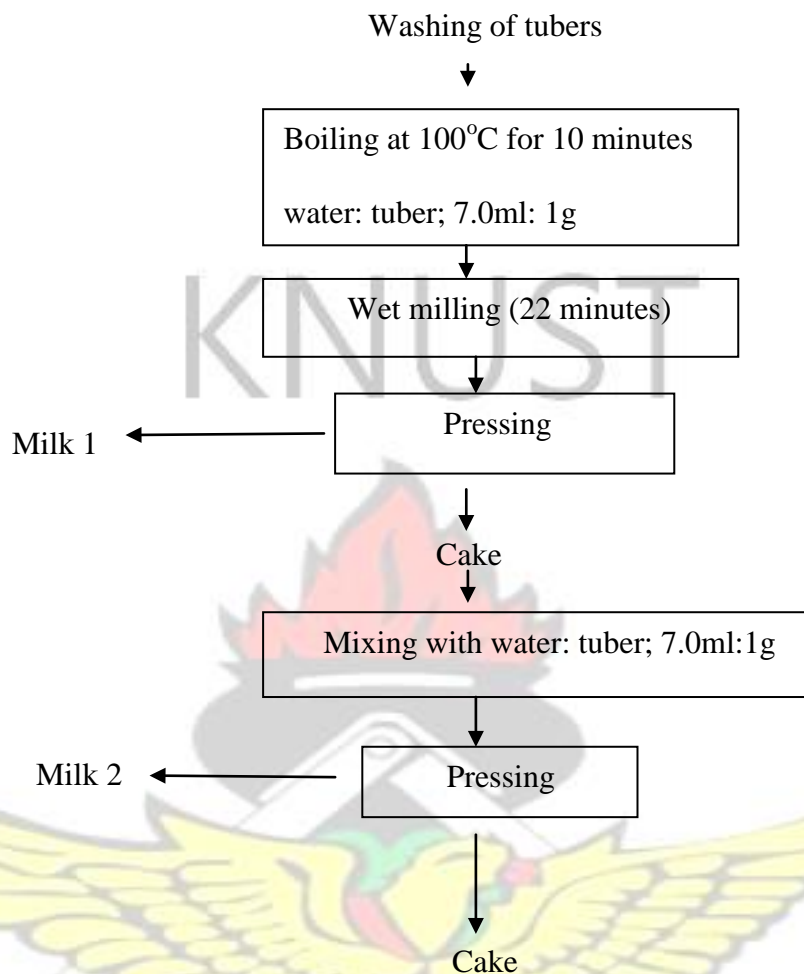 Washing of tubers
Boiling at 100°C for 10 minutes
water: tuber; 7.0ml: 1g
KNUST
Wet milling (22 minutes)
Pressing
Milk 1
Cake
Mixing with water: tuber; 7.0ml:1g
Milk 2
Pressing
Cake